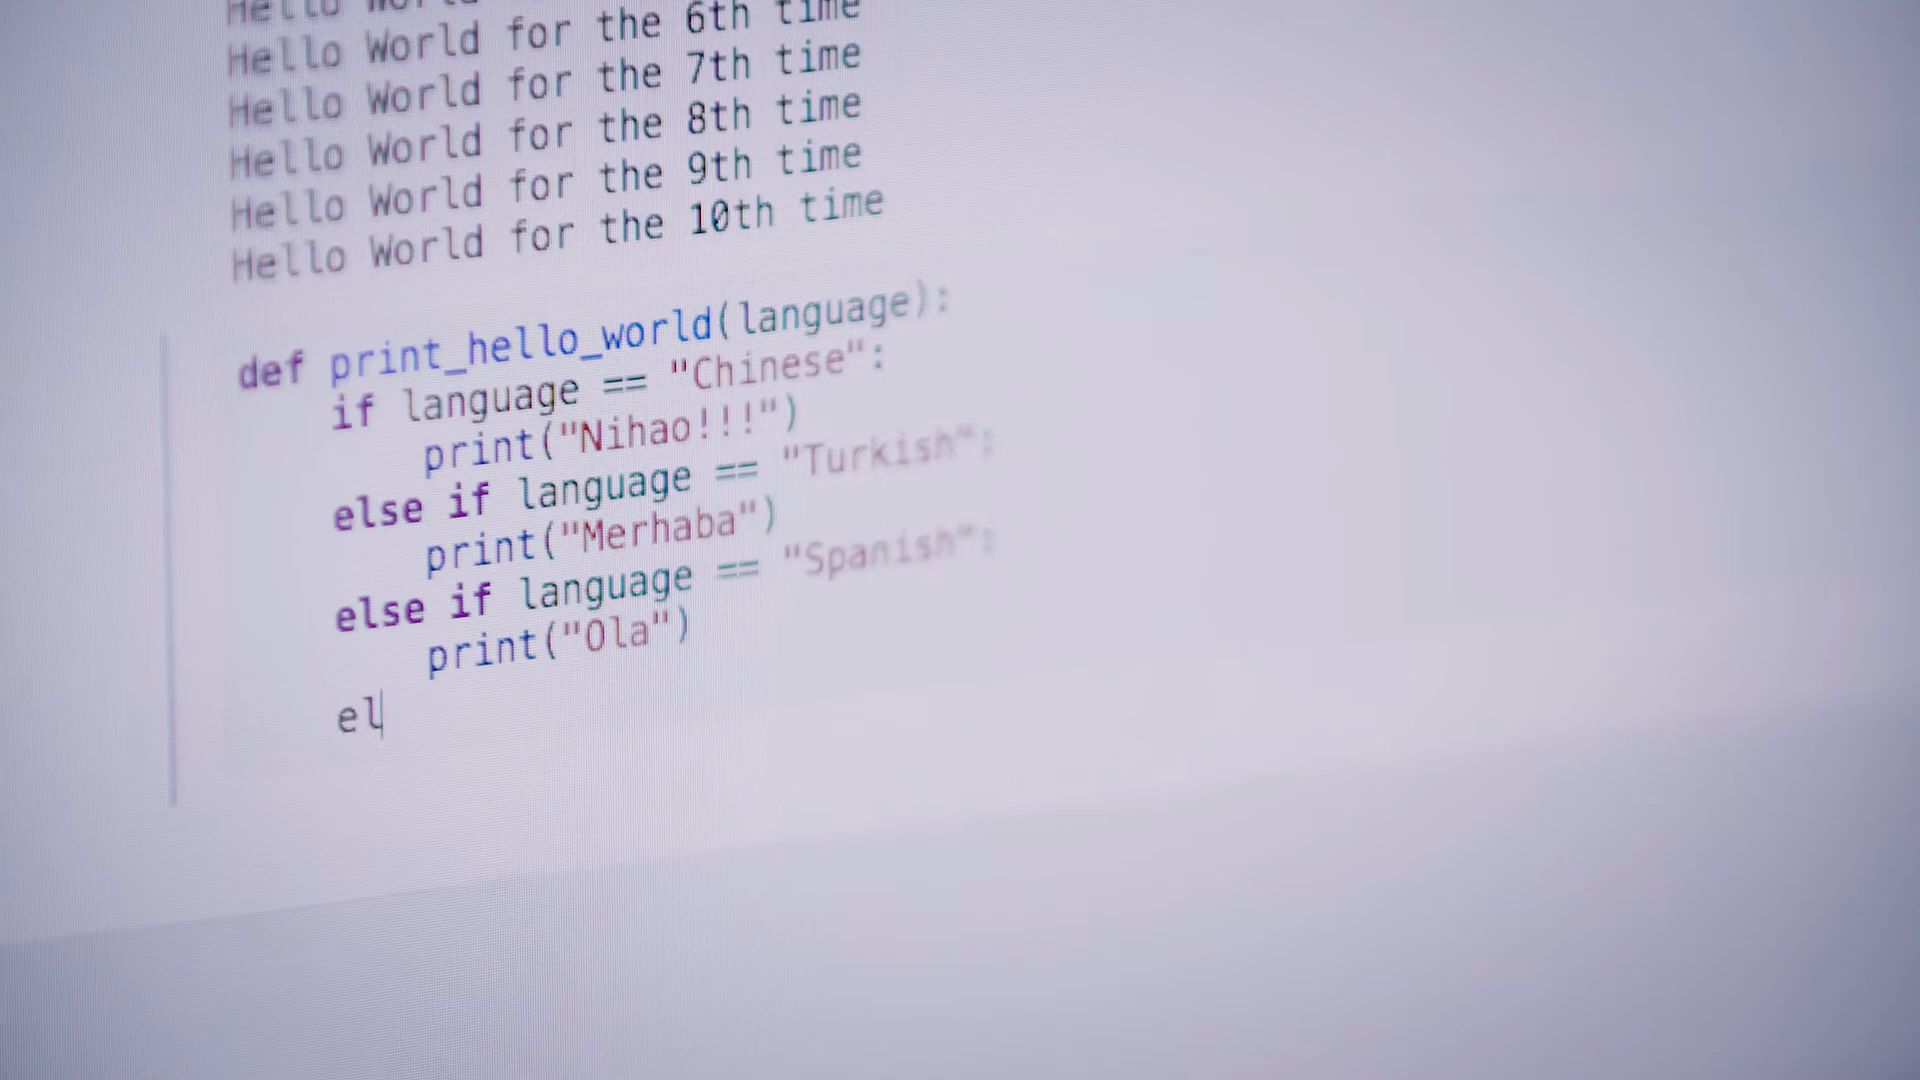 Hello World
Hello World for the 6th time
Hello World for the 7th time
Hello World for the 8th time
Hello World for the 9th time
Hello World for the 10th time
def print_hello_world(language):
    if language == "Chinese":
        print("Nihao!!!")
    else if language == "Turkish":
        print("Merhaba")
    else if language == "Spanish":
        print("Ola")
    el